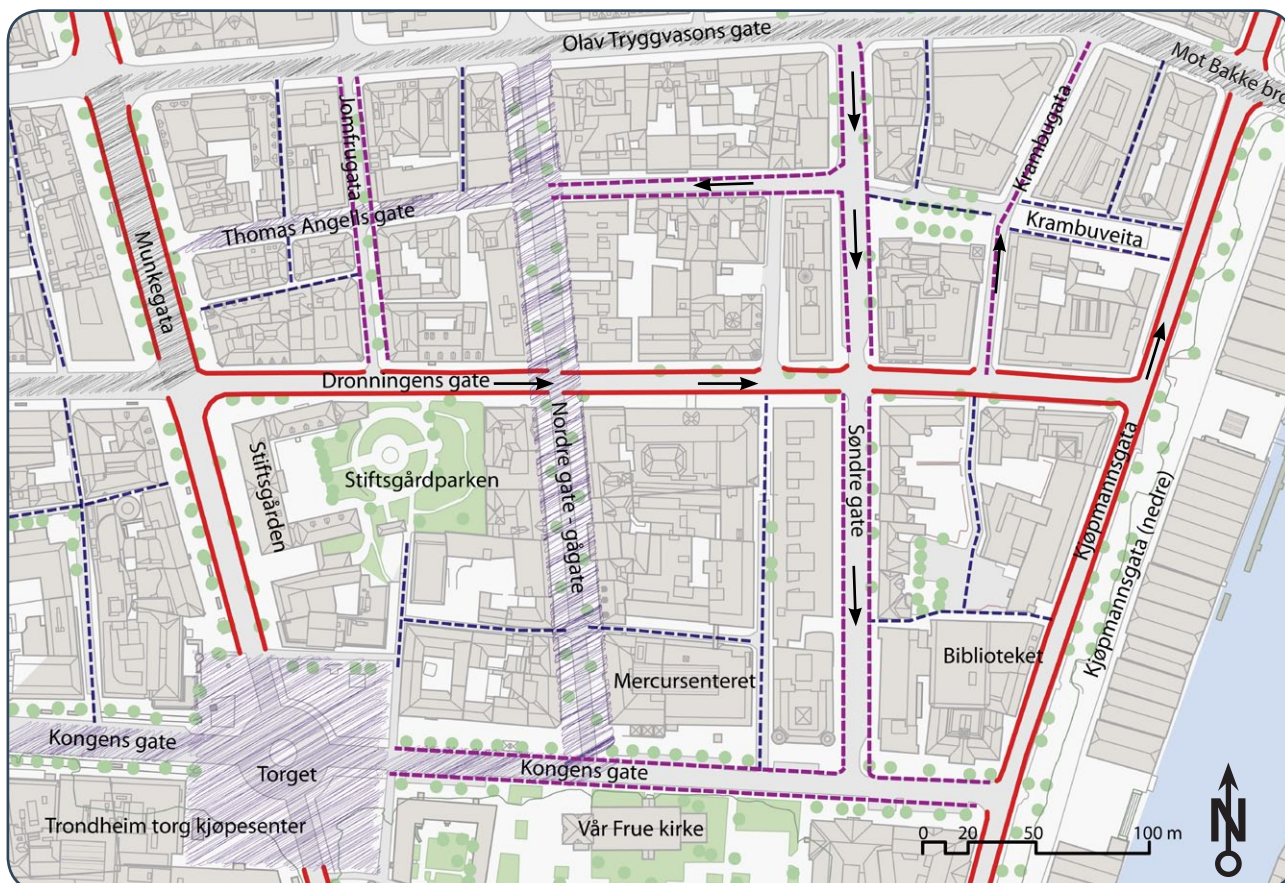 Olav Tryggvasons gate
Mot Bakke bro
Jomfrugata
Krambugata
Thomas Angells gate
Krambuveita
Munkegata
Dronningens gate
Stiftsgården
Stiftsgårdparken
Nordre gate - gågate
Søndre gate
Kjøpmannsgata
Kjøpmannsgata (nedre)
Biblioteket
Mercursenteret
Kongens gate
Torget
Kongens gate
Trondheim torg kjøpesenter
Vår Frue kirke
0 20 50 100 m
N